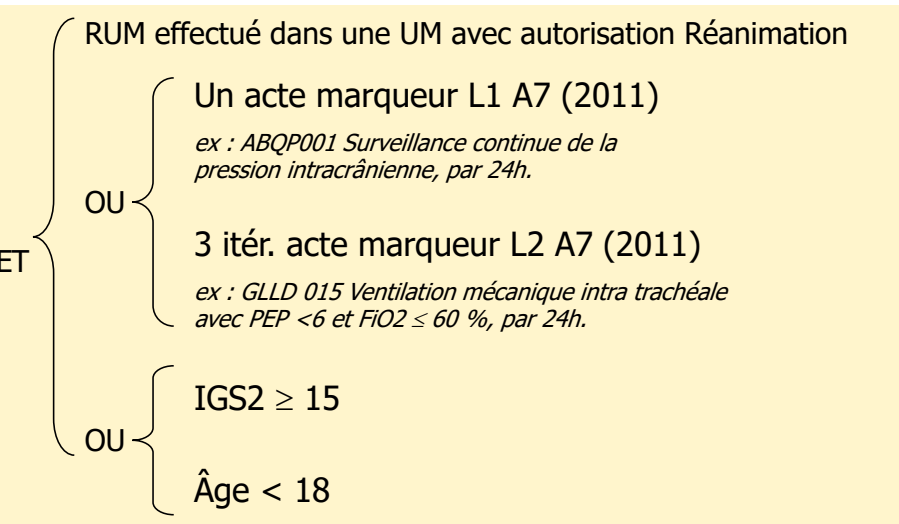 RUM effectué dans une UM avec autorisation Réanimation
Un acte marqueur L1 A7 (2011)
ex : ABQP001 Surveillance continue de la
pression intracrânienne, par 24h.
OU
3 itér. acte marqueur L2 A7 (2011)
ET
ex : GLLD 015 Ventilation mécanique intra trachéale
avec PEP <6 et FiO2 ≤ 60 %, par 24h.
IGS2 ≥ 15
OU
Âge < 18